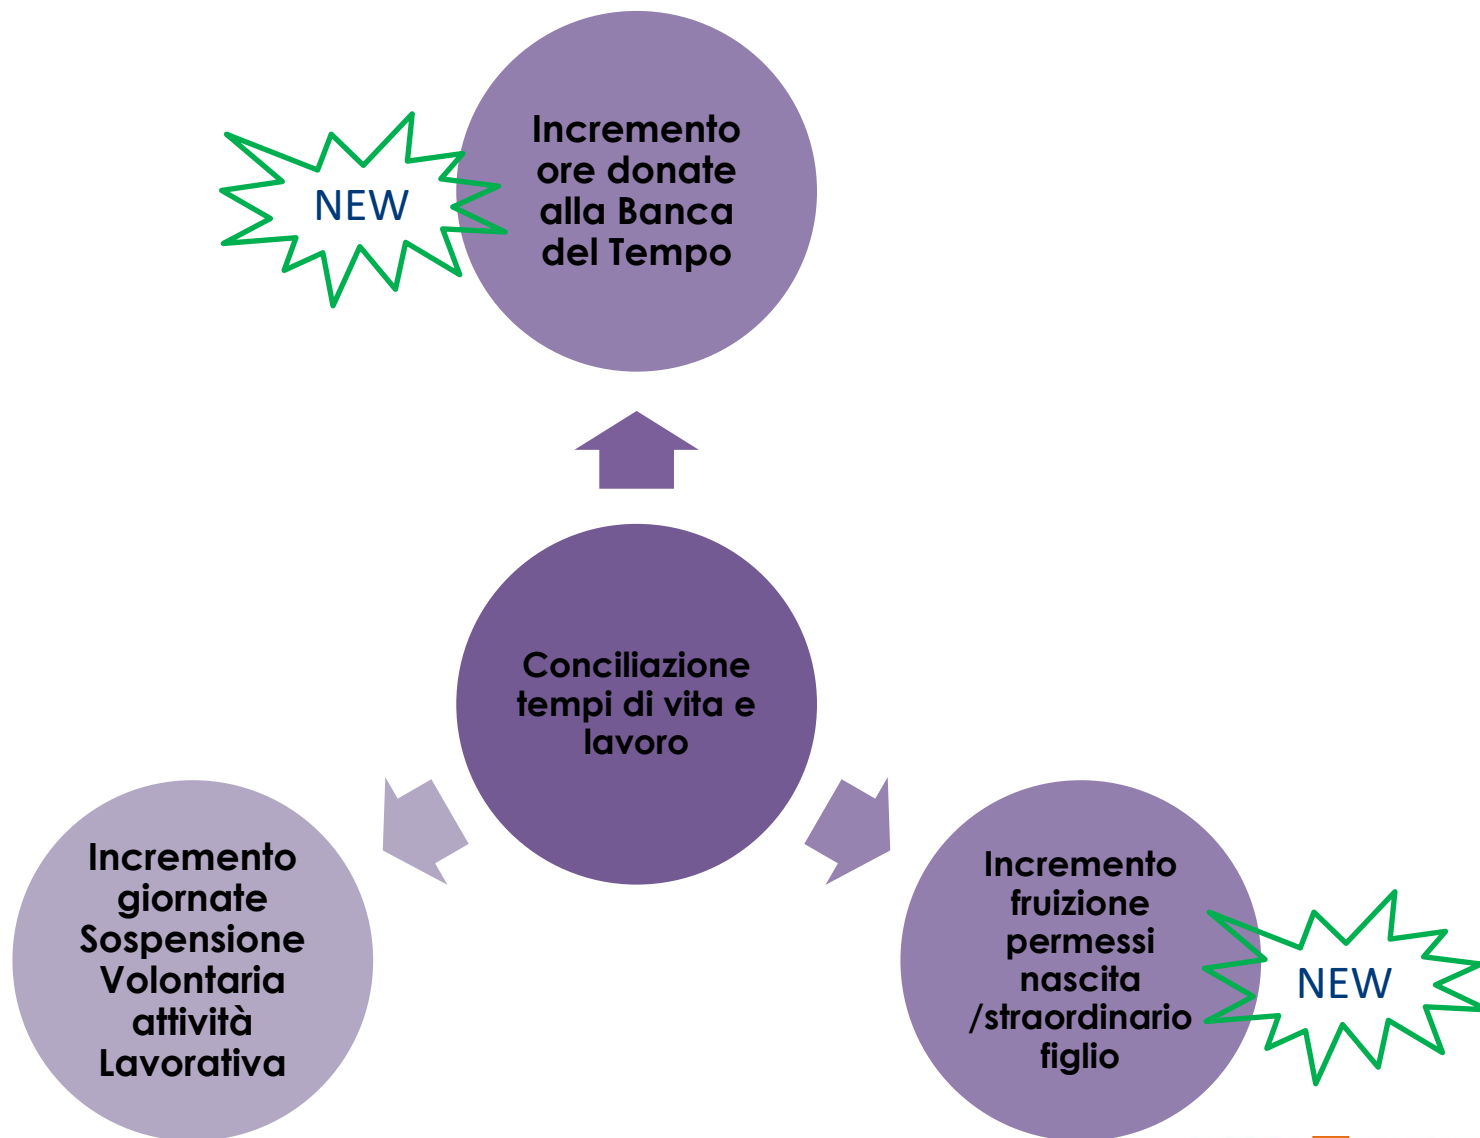 Incremento
ore donate
alla Banca
del Tempo
NEW
Conciliazione
tempi di vita e
lavoro
Incremento
giornate
Sospensione
Volontaria
attività
Lavorativa
Incremento
fruizione
permessi
nascita
/straordinario
figlio
NEW